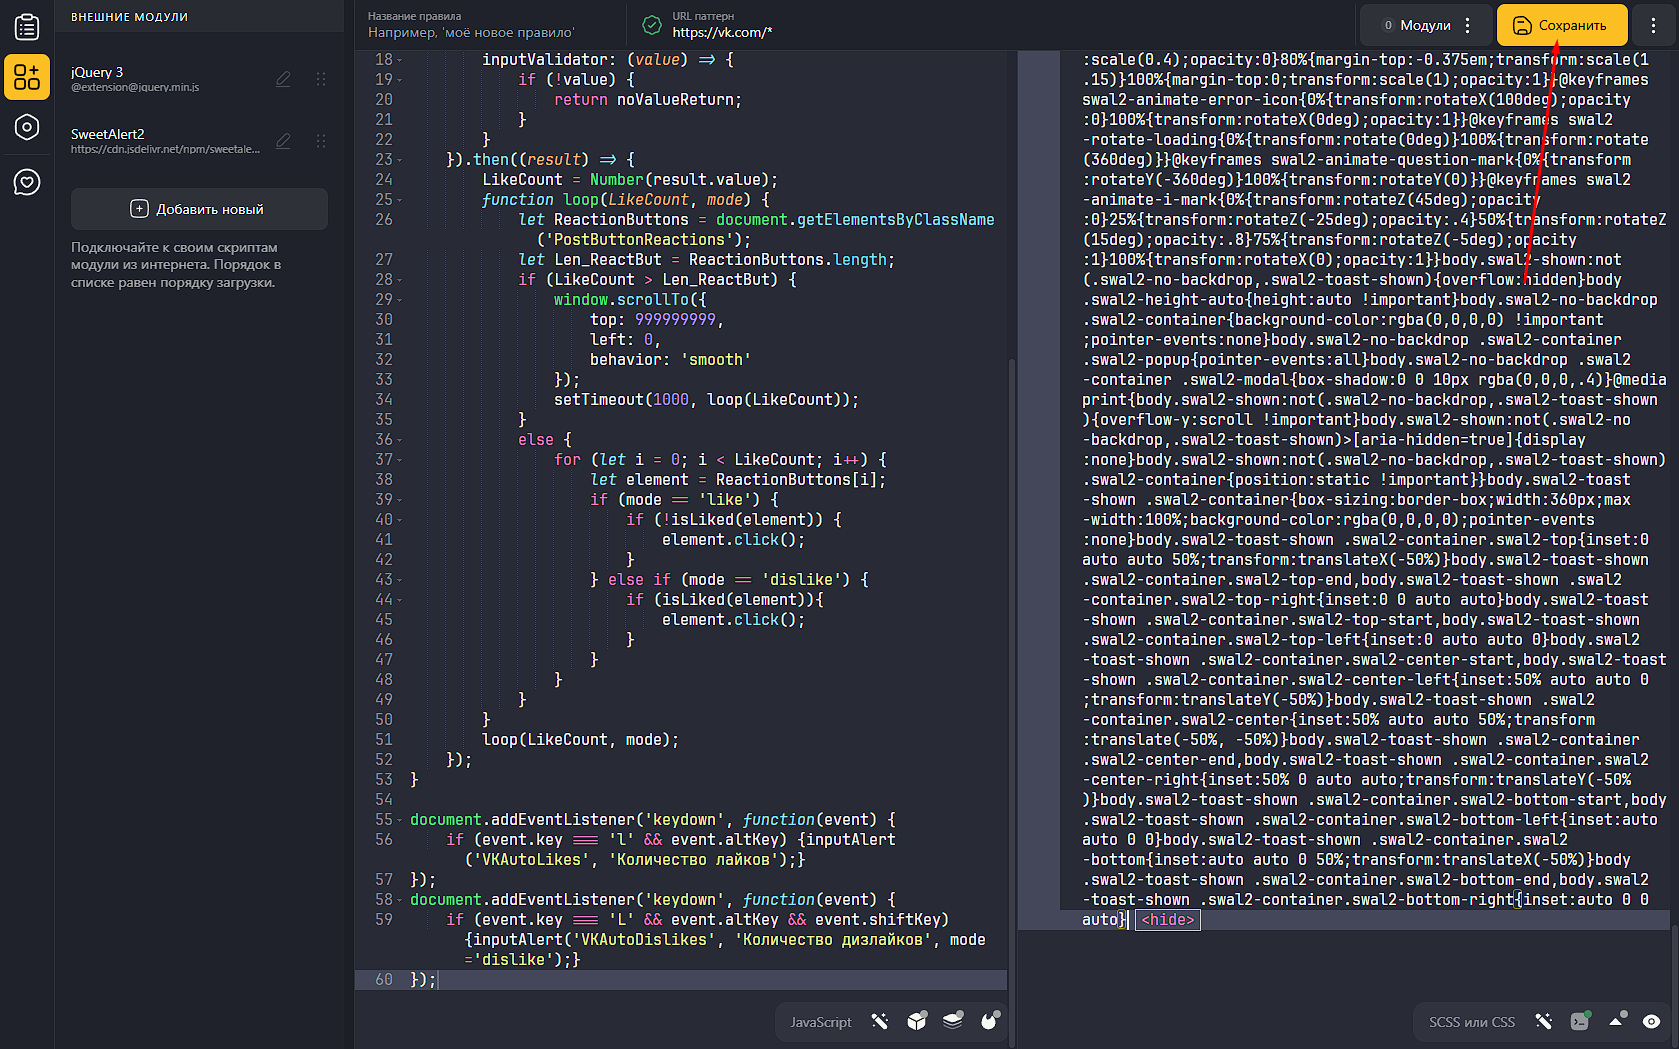 ВНЕШНИЕ МОДУЛИ
jQuery 3
@extension@jquery.min.js
SweetAlert2
https://cdn.jsdelivr.net/npm/sweetale...
Добавить новый
Подключайте к своим скриптам
модули из интернета. Порядок в
списке равен порядку загрузки.
Название правила
Например, 'моё новое правило'
URL паттерн
https://vk.com/*
0 Модули
Сохранить
18 inputValidator: (value) => {
19 if (!value) {
20 return noValueReturn;
21 }
22 }
23 }).then((result) => {
24 LikeCount = Number(result.value);
25 function loop(LikeCount, mode) {
26 let ReactionButtons = document.getElementsByClassName
('PostButtonReactions');
27 let Len_ReactBut = ReactionButtons.length;
28 if (LikeCount > Len_ReactBut) {
29 window.scrollTo({
30 top: 999999999,
31 left: 0,
32 behavior: 'smooth'
33 });
34 setTimeout(1000, loop(LikeCount));
35 }
36 else {
37 for (let i = 0; i < LikeCount; i++) {
38 let element = ReactionButtons[i];
39 if (mode == 'like') {
40 if (!isLiked(element)) {
41 element.click();
42 }
43 } else if (mode == 'dislike') {
44 if (isLiked(element)){
45 element.click();
46 }
47 }
48 }
49 }
50 }
51 loop(LikeCount, mode);
52 });
53 }
54
55 document.addEventListener('keydown', function(event) {
56 if (event.key === 'l' && event.altKey) {inputAlert
('VKAutoLikes', 'Количество лайков');}
57 });
58 document.addEventListener('keydown', function(event) {
59 if (event.key === 'L' && event.altKey && event.shiftKey)
{inputAlert('VKAutoDislikes', 'Количество дизлайков', mode
='dislike');}
60 });
JavaScript
:scale(0.4);opacity:0}80%{margin-top:-0.375em;transform:scale(1
.15)}100%{margin-top:0;transform:scale(1);opacity:1}}@keyframes
swal2-animate-error-icon{0%{transform:rotateX(100deg);opacity
:0}100%{transform:rotateX(0deg);opacity:1}}@keyframes swal2
-rotate-loading{0%{transform:rotate(0deg)}100%{transform:rotate
(360deg)}}@keyframes swal2-animate-question-mark{0%{transform
:rotateY(-360deg)}100%{transform:rotateY(0)}}@keyframes swal2
-animate-i-mark{0%{transform:rotateZ(45deg);opacity
:0}25%{transform:rotateZ(-25deg);opacity:.4}50%{transform:rotateZ
(15deg);opacity:.8}75%{transform:rotateZ(-5deg);opacity
:1}100%{transform:rotateX(0);opacity:1}}body.swal2-shown:not
(.swal2-no-backdrop,.swal2-toast-shown){overflow:hidden}body
.swal2-height-auto{height:auto !important}body.swal2-no-backdrop
.swal2-container{background-color:rgba(0,0,0,0) !important
;pointer-events:none}body.swal2-no-backdrop .swal2-container
.swal2-popup{pointer-events:all}body.swal2-no-backdrop .swal2
-container .swal2-modal{box-shadow:0 0 10px rgba(0,0,0,.4)}@media
print{body.swal2-shown:not(.swal2-no-backdrop,.swal2-toast-shown
){overflow-y:scroll !important}body.swal2-shown:not(.swal2-no
-backdrop,.swal2-toast-shown)>[aria-hidden=true]{display
:none}body.swal2-shown:not(.swal2-no-backdrop,.swal2-toast-shown)
.swal2-container{position:static !important}}body.swal2-toast
-shown .swal2-container{box-sizing:border-box;width:360px;max
-width:100%;background-color:rgba(0,0,0,0);pointer-events
:none}body.swal2-toast-shown .swal2-container.swal2-top{inset:0
auto auto 50%;transform:translateX(-50%)}body.swal2-toast-shown
.swal2-container.swal2-top-end,body.swal2-toast-shown .swal2
-container.swal2-top-right{inset:0 0 auto auto}body.swal2-toast
-shown .swal2-container.swal2-top-start,body.swal2-toast-shown
.swal2-container.swal2-top-left{inset:0 auto auto 0}body.swal2
-toast-shown .swal2-container.swal2-center-start,body.swal2-toast
-shown .swal2-container.swal2-center-left{inset:50% auto auto 0
;transform:translateY(-50%)}body.swal2-toast-shown .swal2
-container.swal2-center{inset:50% auto auto 50%;transform
:translate(-50%, -50%)}body.swal2-toast-shown .swal2-container
.swal2-center-end,body.swal2-toast-shown .swal2-container.swal2
-center-right{inset:50% 0 auto auto;transform:translateY(-50%
)}body.swal2-toast-shown .swal2-container.swal2-bottom-start,body
.swal2-toast-shown .swal2-container.swal2-bottom-left{inset:auto
auto 0 0}body.swal2-toast-shown .swal2-container.swal2
-bottom{inset:auto auto 0 50%;transform:translateX(-50%)}body
.swal2-toast-shown .swal2-container.swal2-bottom-end,body.swal2
-toast-shown .swal2-container.swal2-bottom-right{inset:auto 0 0
auto} <hide>
SCSS или CSS